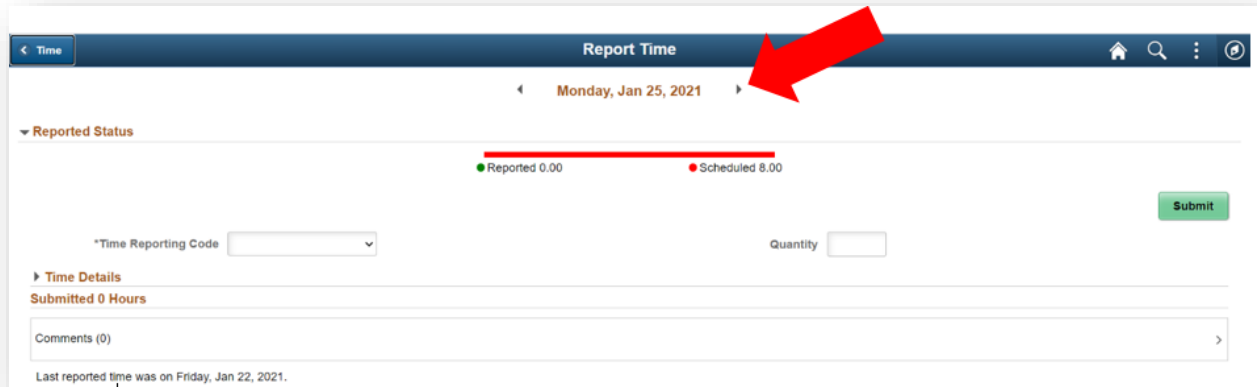 Time
Report Time
Monday, Jan 25, 2021
Reported Status
Reported 0.00 Scheduled 8.00
Submit
*Time Reporting Code Quantity
Time Details
Submitted 0 Hours
Comments (0)
Last reported time was on Friday, Jan 22, 2021.